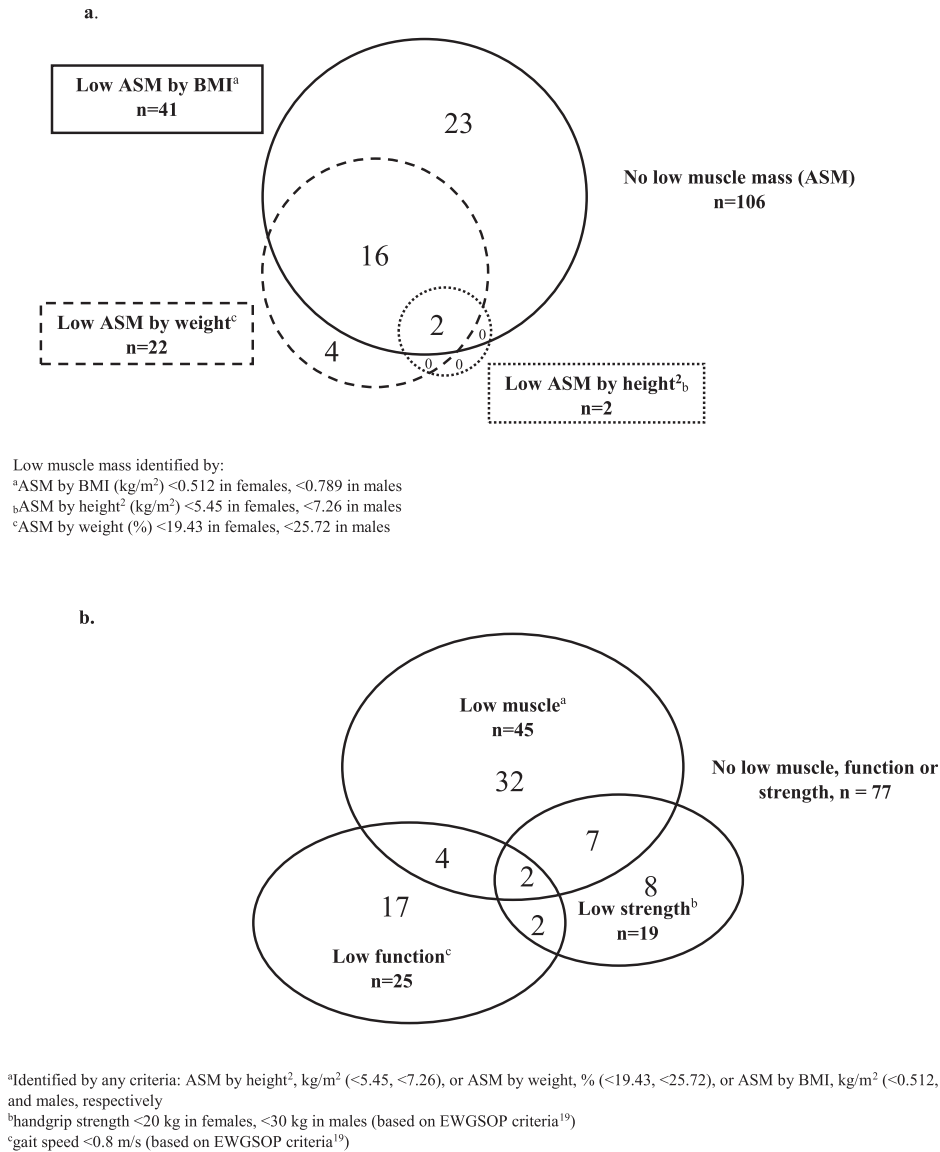 a.
Low ASM by BMIa
n=41
23
No low muscle mass (ASM)
n=106
16
Low ASM by weightc
n=22
2
0
4
0
0
Low ASM by height2b
n=2
Low muscle mass identified by:
aASM by BMI (kg/m2) <0.512 in females, <0.789 in males
bASM by height2 (kg/m2) <5.45 in females, <7.26 in males
cASM by weight (%) <19.43 in females, <25.72 in males
b.
Low musclea
n=45
32
No low muscle, function or
strength, n = 77
7
4
2
8
17
Low strengthb
n=19
2
Low functionc
n=25
aIdentified by any criteria: ASM by height2, kg/m2 (<5.45, <7.26), or ASM by weight, % (<19.43, <25.72), or ASM by BMI, kg/m2 (<0.512,
and males, respectively
bhandgrip strength <20 kg in females, <30 kg in males (based on EWGSOP criteria19)
cgait speed <0.8 m/s (based on EWGSOP criteria19)